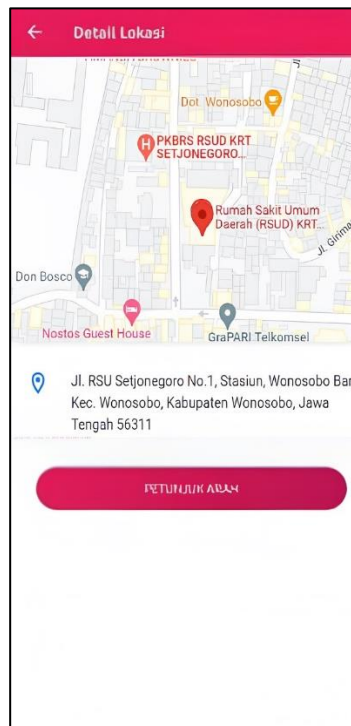 Detail Lokasi
Dot. Wonosobo
PKBRS RSUD KRT
SETJONEGORO...
Rumah Sakit Umum
Daerah (RSUD) KRT...
Jl. Girima
Don Bosco
Nostos Guest House
GraPARI Telkomsel
Jl. RSU Setjonegoro No.1, Stasiun, Wonosobo Bar
Kec. Wonosobo, Kabupaten Wonosobo, Jawa
Tengah 56311
PETUNJUK ARAH